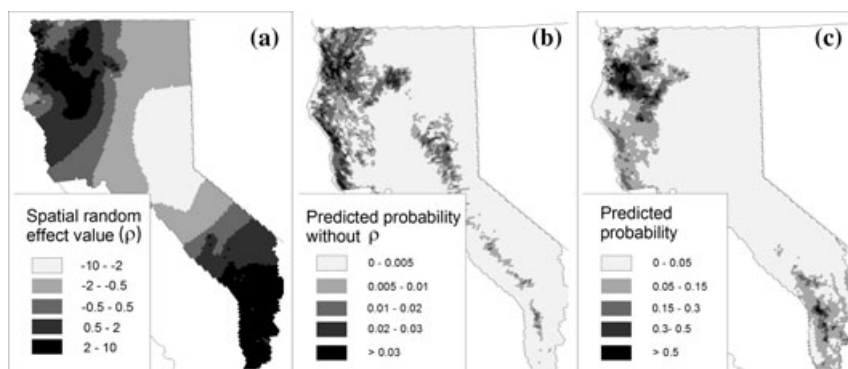 (a)
Spatial random
effect value (ρ)
-10 - -2
-2 - -0.5
-0.5 - 0.5
0.5 - 2
2 - 10
(b)
Predicted probability
without ρ
0 - 0.005
0.005 - 0.01
0.01 - 0.02
0.02 - 0.03
> 0.03
(c)
Predicted
probability
0 - 0.05
0.05 - 0.15
0.15 - 0.3
0.3- 0.5
> 0.5